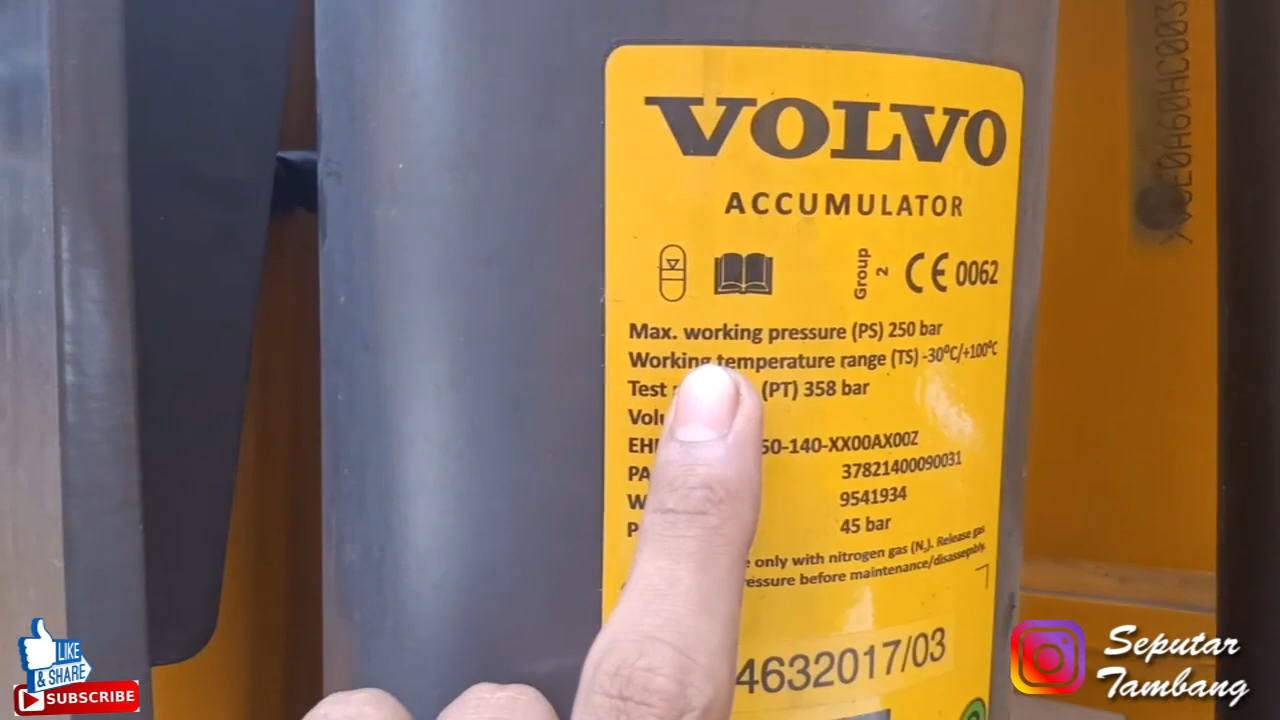 VOLVO
ACCUMULATOR
Group 2
CE 0062
Max. working pressure (PS) 250 bar
Working temperature range (TS) -30°C/+100°C
Test (PT) 358 bar
50-140-XX00AX00Z
37821400090031
9541934
45 bar
only with nitrogen gas (N₂). Release gas
before maintenance/disassembly.
4632017/03
LIKE
& SHARE
SUBSCRIBE
Seputar
Tambang